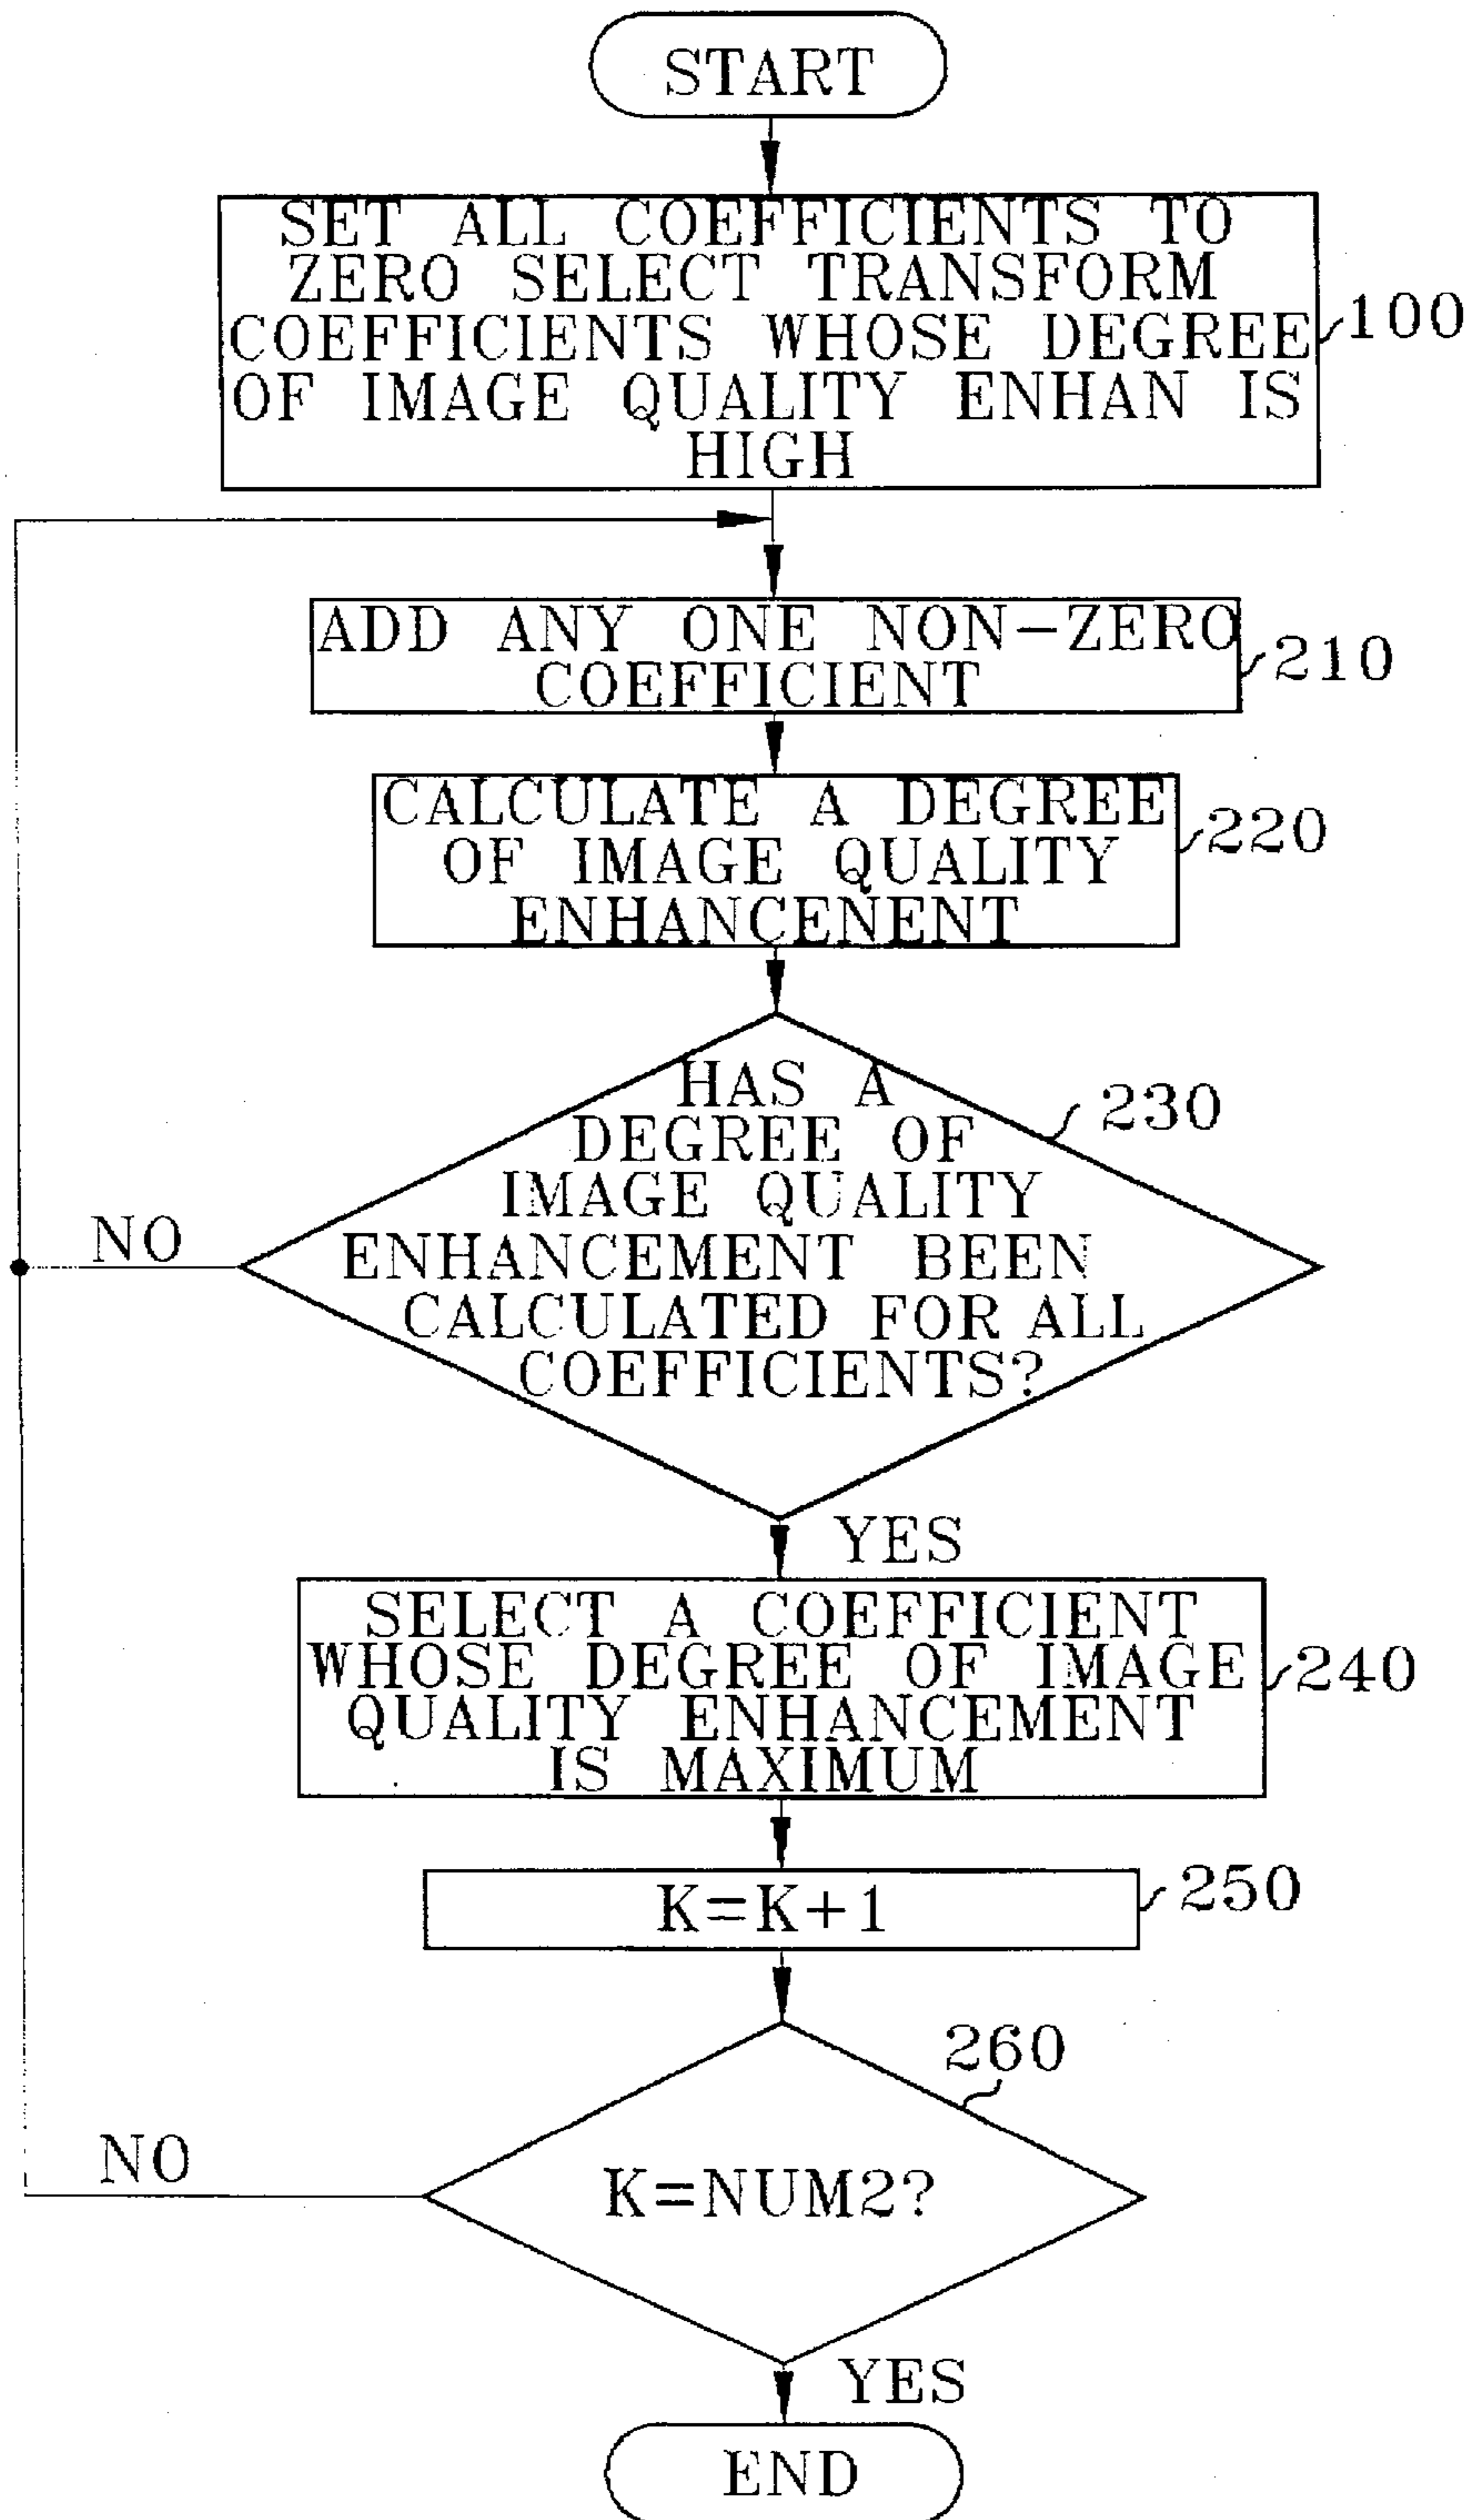 START
SET ALL COEFFICIENTS TO
ZERO SELECT TRANSFORM
COEFFICIENTS WHOSE DEGREE
OF IMAGE QUALITY ENHAN IS
HIGH
100
ADD ANY ONE NON-ZERO
COEFFICIENT
210
CALCULATE A DEGREE
OF IMAGE QUALITY
ENHANCENENT
220
HAS A
DEGREE OF
IMAGE QUALITY
ENHANCEMENT BEEN
CALCULATED FOR ALL
COEFFICIENTS?
230
NO
YES
SELECT A COEFFICIENT
WHOSE DEGREE OF IMAGE
QUALITY ENHANCEMENT
IS MAXIMUM
240
K=K+1
250
260
K=NUM2?
NO
YES
END